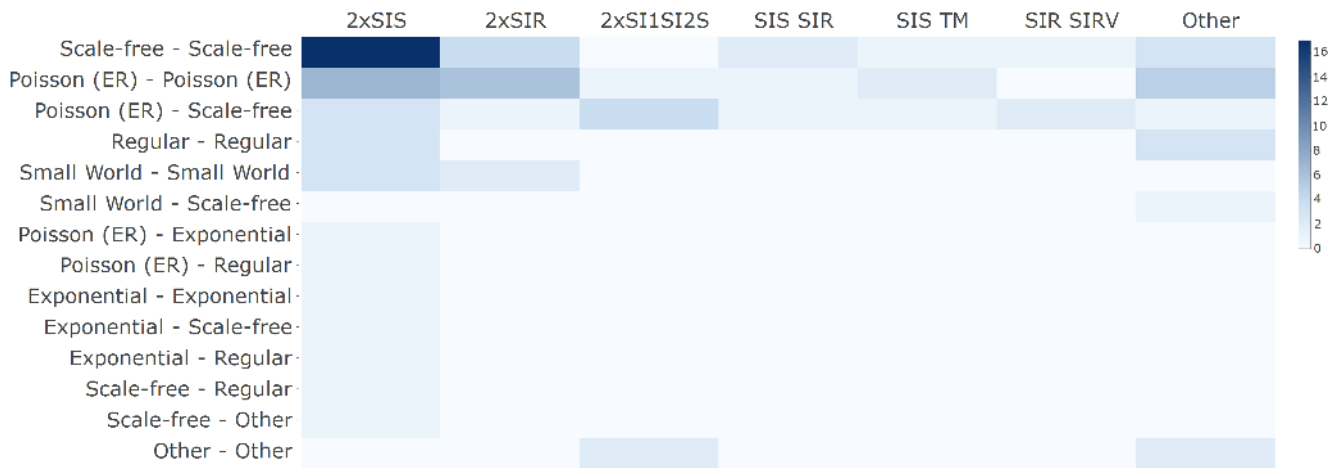 2xSIS 2xSIR 2xSI1SI2S SIS SIR SIS TM SIR SIRV Other
Scale-free - Scale-free
Poisson (ER) - Poisson (ER)
Poisson (ER) - Scale-free
Regular - Regular
Small World - Small World
Small World - Scale-free
Poisson (ER) - Exponential
Poisson (ER) - Regular
Exponential - Exponential
Exponential - Scale-free
Exponential - Regular
Scale-free - Regular
Scale-free - Other
Other - Other
16
14
12
10
8
6
4
2
0